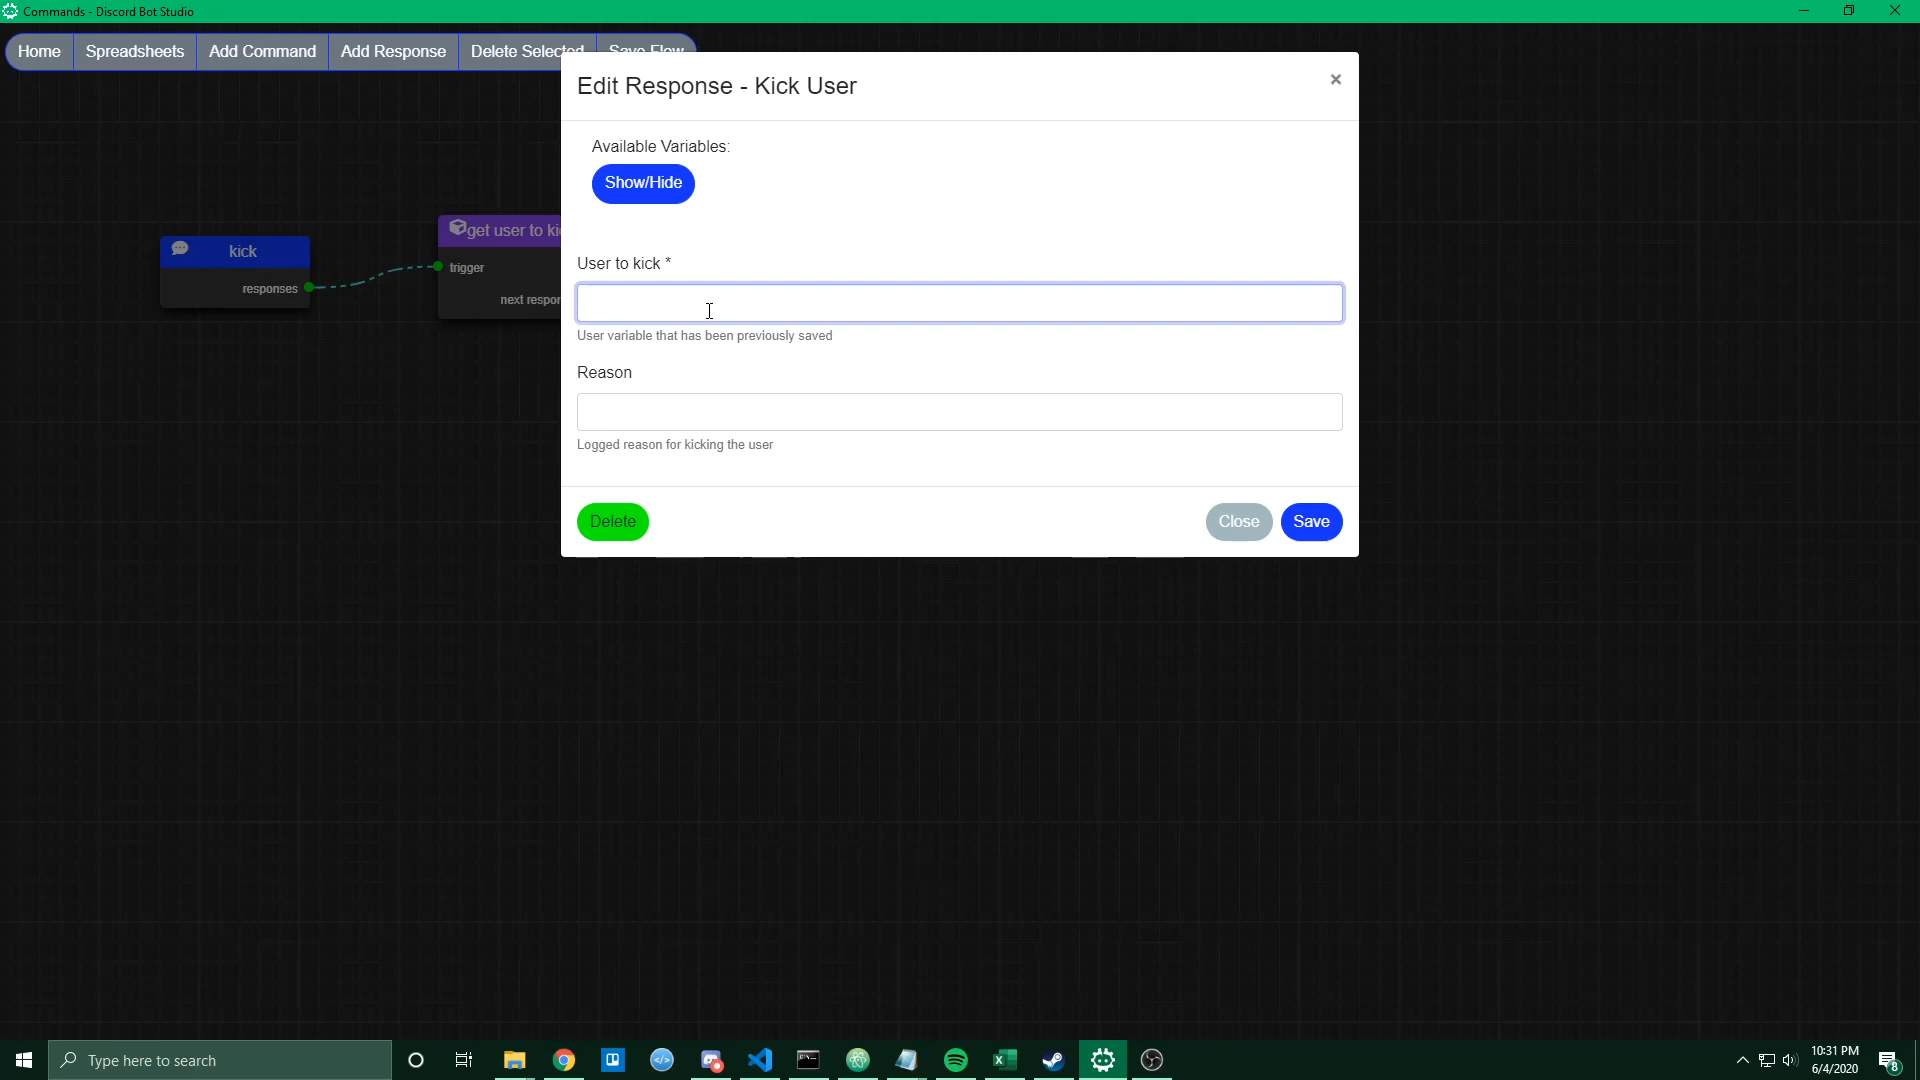 Commands - Discord Bot Studio
Home
Spreadsheets
Add Command
Add Response
Delete Selected
Save Flow
Edit Response - Kick User
×
Available Variables:
Show/Hide
kick
responses
get user to ki
trigger
next respon
User to kick *
User variable that has been previously saved
Reason
Logged reason for kicking the user
Delete
Close
Save
Type here to search
10:31 PM
6/4/2020
8